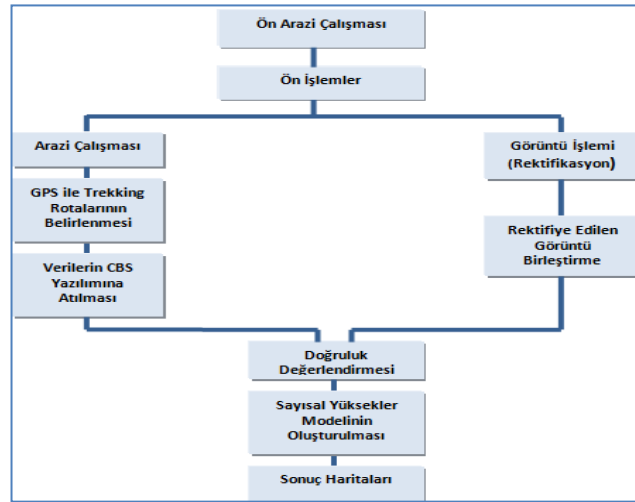 Ön Arazi Çalışması
Ön İşlemler
Arazi Çalışması
GPS ile Trekking
Rotalarının
Belirlenmesi
Verilerin CBS
Yazılımına
Atılması
Görüntü İşlemi
(Rektifikasyon)
Rektifiye Edilen
Görüntü
Birleştirme
Doğruluk
Değerlendirmesi
Sayısal Yüksekler
Modelinin
Oluşturulması
Sonuç Haritaları